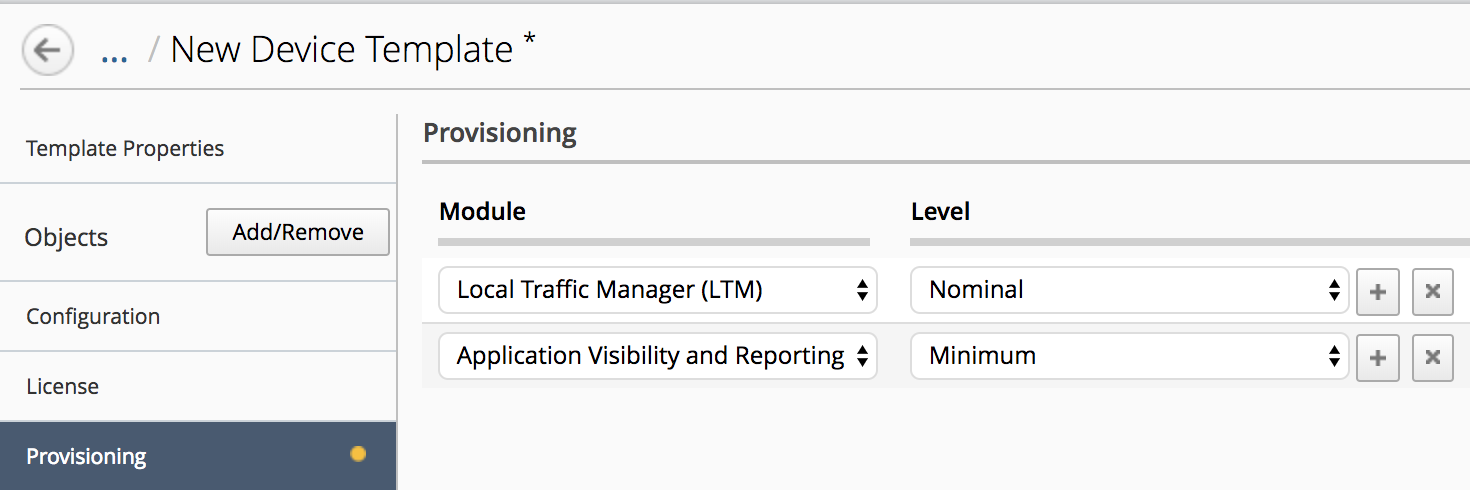 ... / New Device Template *
Template Properties
Objects
Add/Remove
Configuration
License
Provisioning
Provisioning
Module
Level
Local Traffic Manager (LTM)
Nominal
Application Visibility and Reporting
Minimum